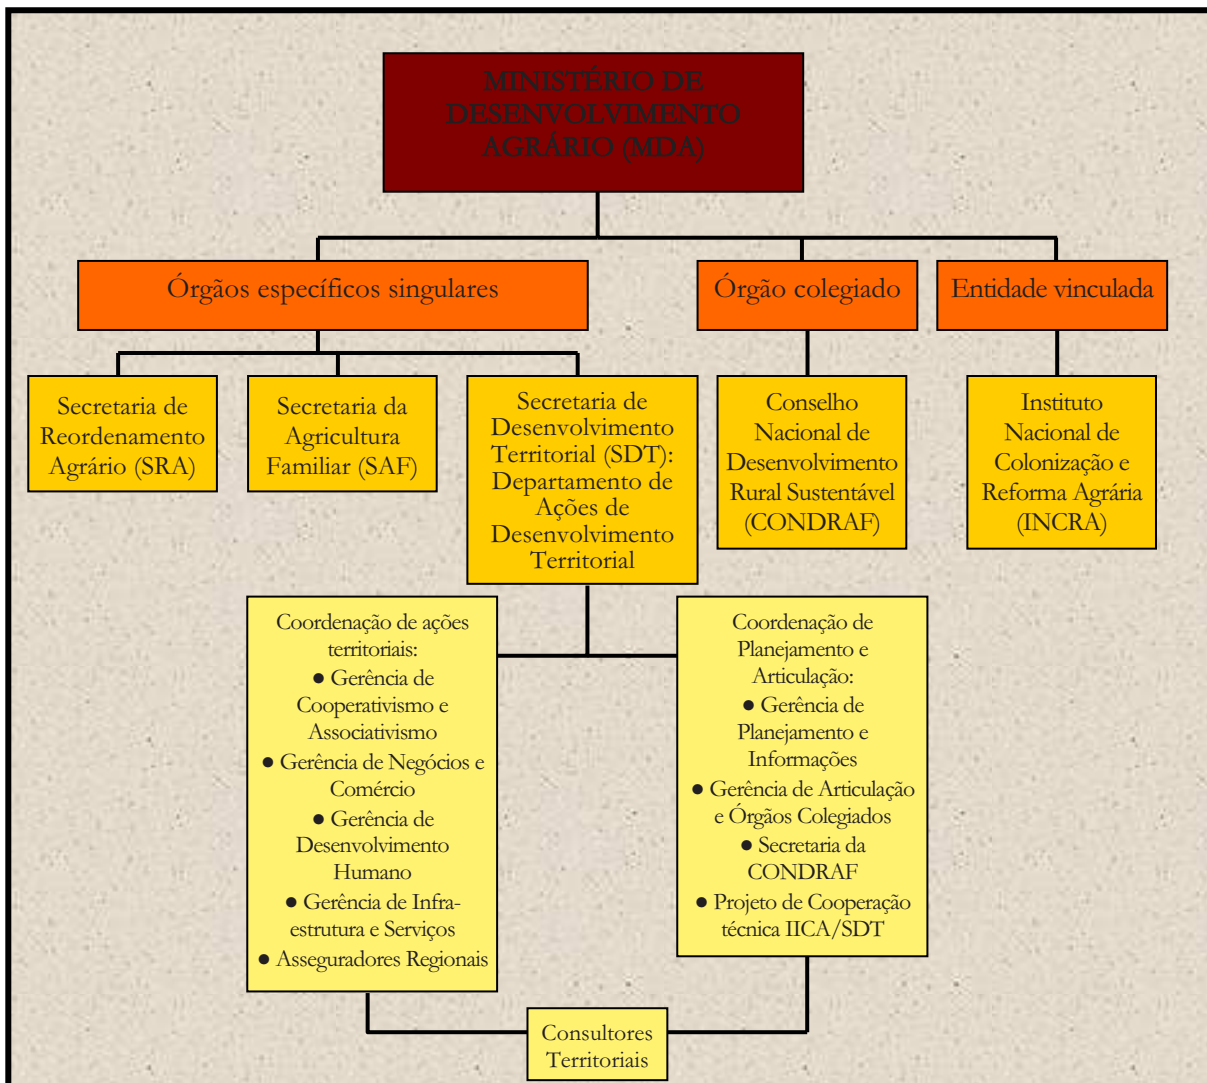 MINISTÉRIO DE
DESENVOLVIMENTO
AGRÁRIO (MDA)
Órgãos específicos singulares
Órgão colegiado
Entidade vinculada
Secretaria de
Reordenamento
Agrário (SRA)
Secretaria da
Agricultura
Familiar (SAF)
Secretaria de
Desenvolvimento
Territorial (SDT):
Departamento de
Ações de
Desenvolvimento
Territorial
Conselho
Nacional de
Desenvolvimento
Rural Sustentável
(CONDRAF)
Instituto
Nacional de
Colonização e
Reforma Agrária
(INCRA)
Coordenação de ações
territoriais:
● Gerência de
Cooperativismo e
Associativismo
● Gerência de Negócios e
Comércio
● Gerência de
Desenvolvimento
Humano
● Gerência de Infra-
estrutura e Serviços
● Asseguradores Regionais
Coordenação de
Planejamento e
Articulação:
● Gerência de
Planejamento e
Informações
● Gerência de Articulação
e Órgãos Colegiados
● Secretaria da
CONDRAF
● Projeto de Cooperação
técnica IICA/SDT
Consultores
Territoriais